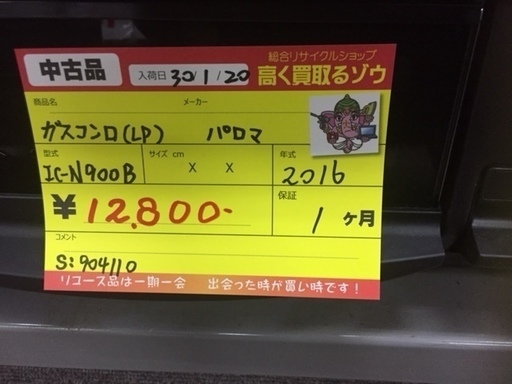 中古品 入荷日 30/1/20 総合リサイクルショップ
高く買取るゾウ
商品名 メーカー
ガスコンロ(LP) パロマ
型式 サイズ cm 年式
IC-N900B X X 2016
¥12,800- 保証 1ヶ月
コメント
S:904110
リユース品は一期一会 出会った時が買い時です!